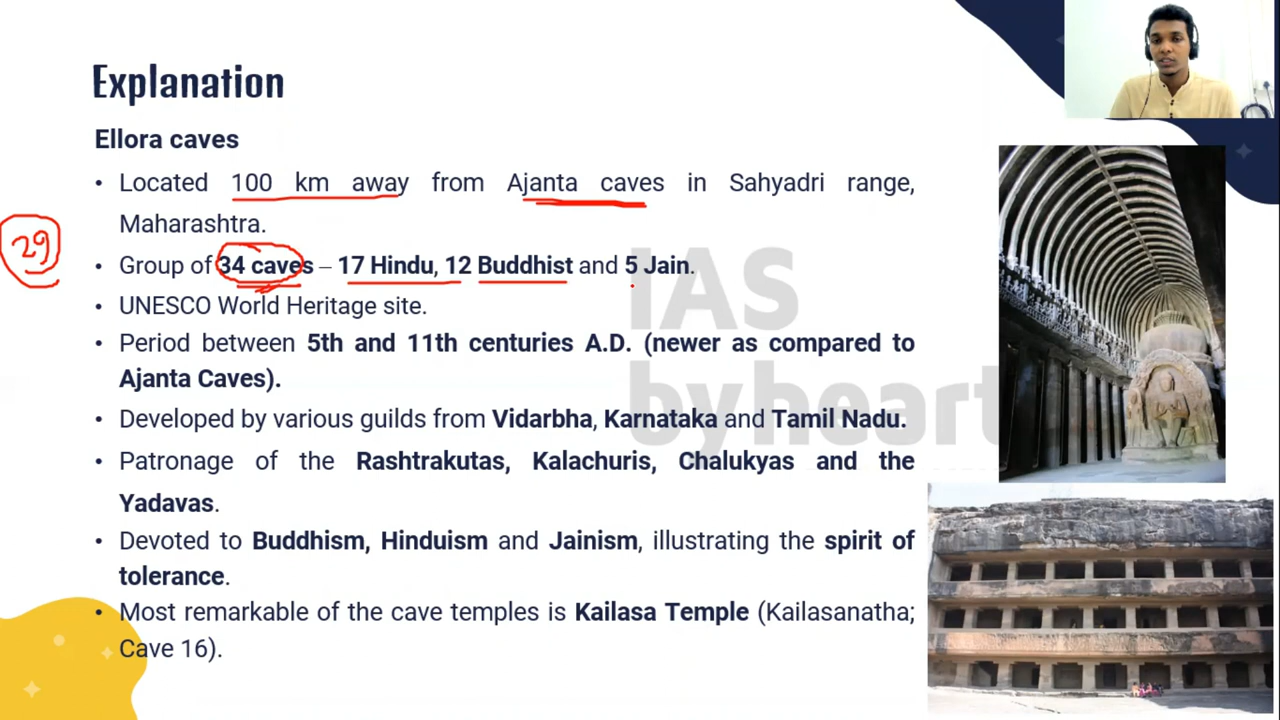 Explanation
Ellora caves
• Located 100 km away from Ajanta caves in Sahyadri range,
Maharashtra.
29
• Group of 34 caves – 17 Hindu, 12 Buddhist and 5 Jain.
• UNESCO World Heritage site.
• Period between 5th and 11th centuries A.D. (newer as compared to
Ajanta Caves).
• Developed by various guilds from Vidarbha, Karnataka and Tamil Nadu.
• Patronage of the Rashtrakutas, Kalachuris, Chalukyas and the
Yadavas.
• Devoted to Buddhism, Hinduism and Jainism, illustrating the spirit of
tolerance.
• Most remarkable of the cave temples is Kailasa Temple (Kailasanatha;
Cave 16).
IAS
by heart